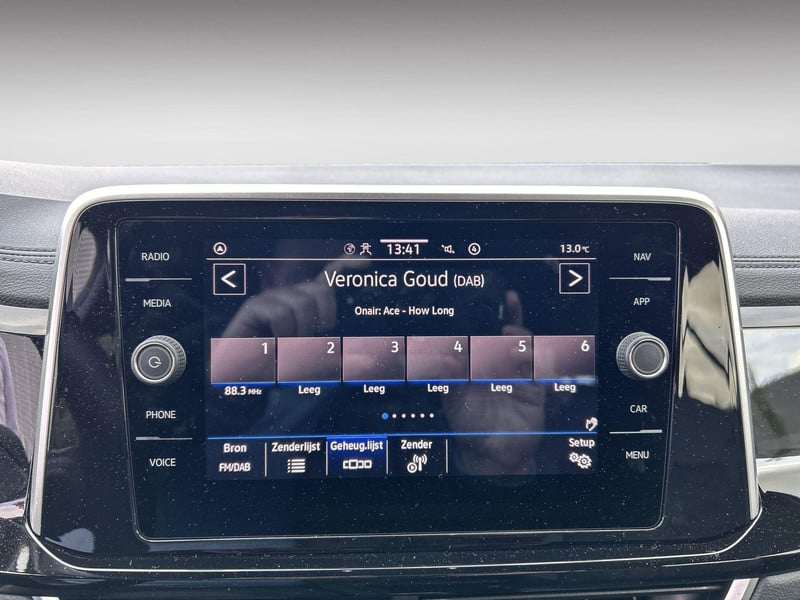 RADIO
MEDIA
PHONE
VOICE
13:41
4
13.0°C
<
Veronica Goud (DAB)
>
Onair: Ace - How Long
1 2 3 4 5 6
88.3 MHz Leeg Leeg Leeg Leeg Leeg
Bron Zenderlijst Geheug.lijst Zender Setup
FM/DAB
NAV
APP
CAR
MENU